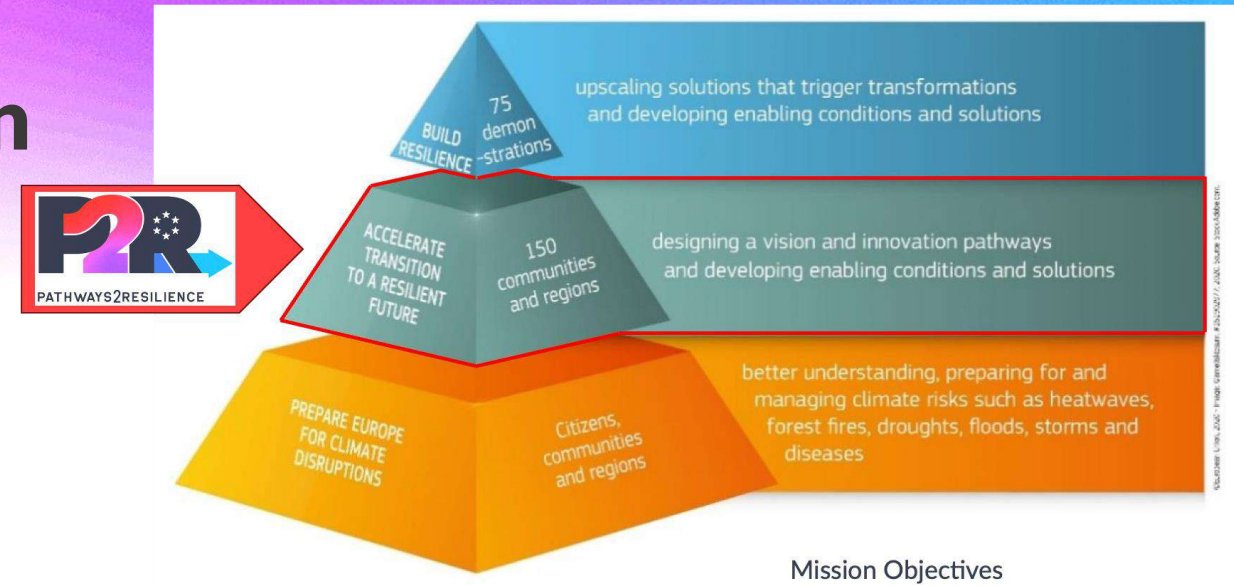 n
75
demon
-strations
BUILD
RESILIENCE
upscaling solutions that trigger transformations
and developing enabling conditions and solutions
P2R
PATHWAYS2RESILIENCE
ACCELERATE
TRANSITION
TO A RESILIENT
FUTURE
150
communities
and regions
designing a vision and innovation pathways
and developing enabling conditions and solutions
PREPARE EUROPE
FOR CLIMATE
DISRUPTIONS
Citizens,
communities
and regions
better understanding, preparing for and
managing climate risks such as heatwaves,
forest fires, droughts, floods, storms and
diseases
Mission Objectives